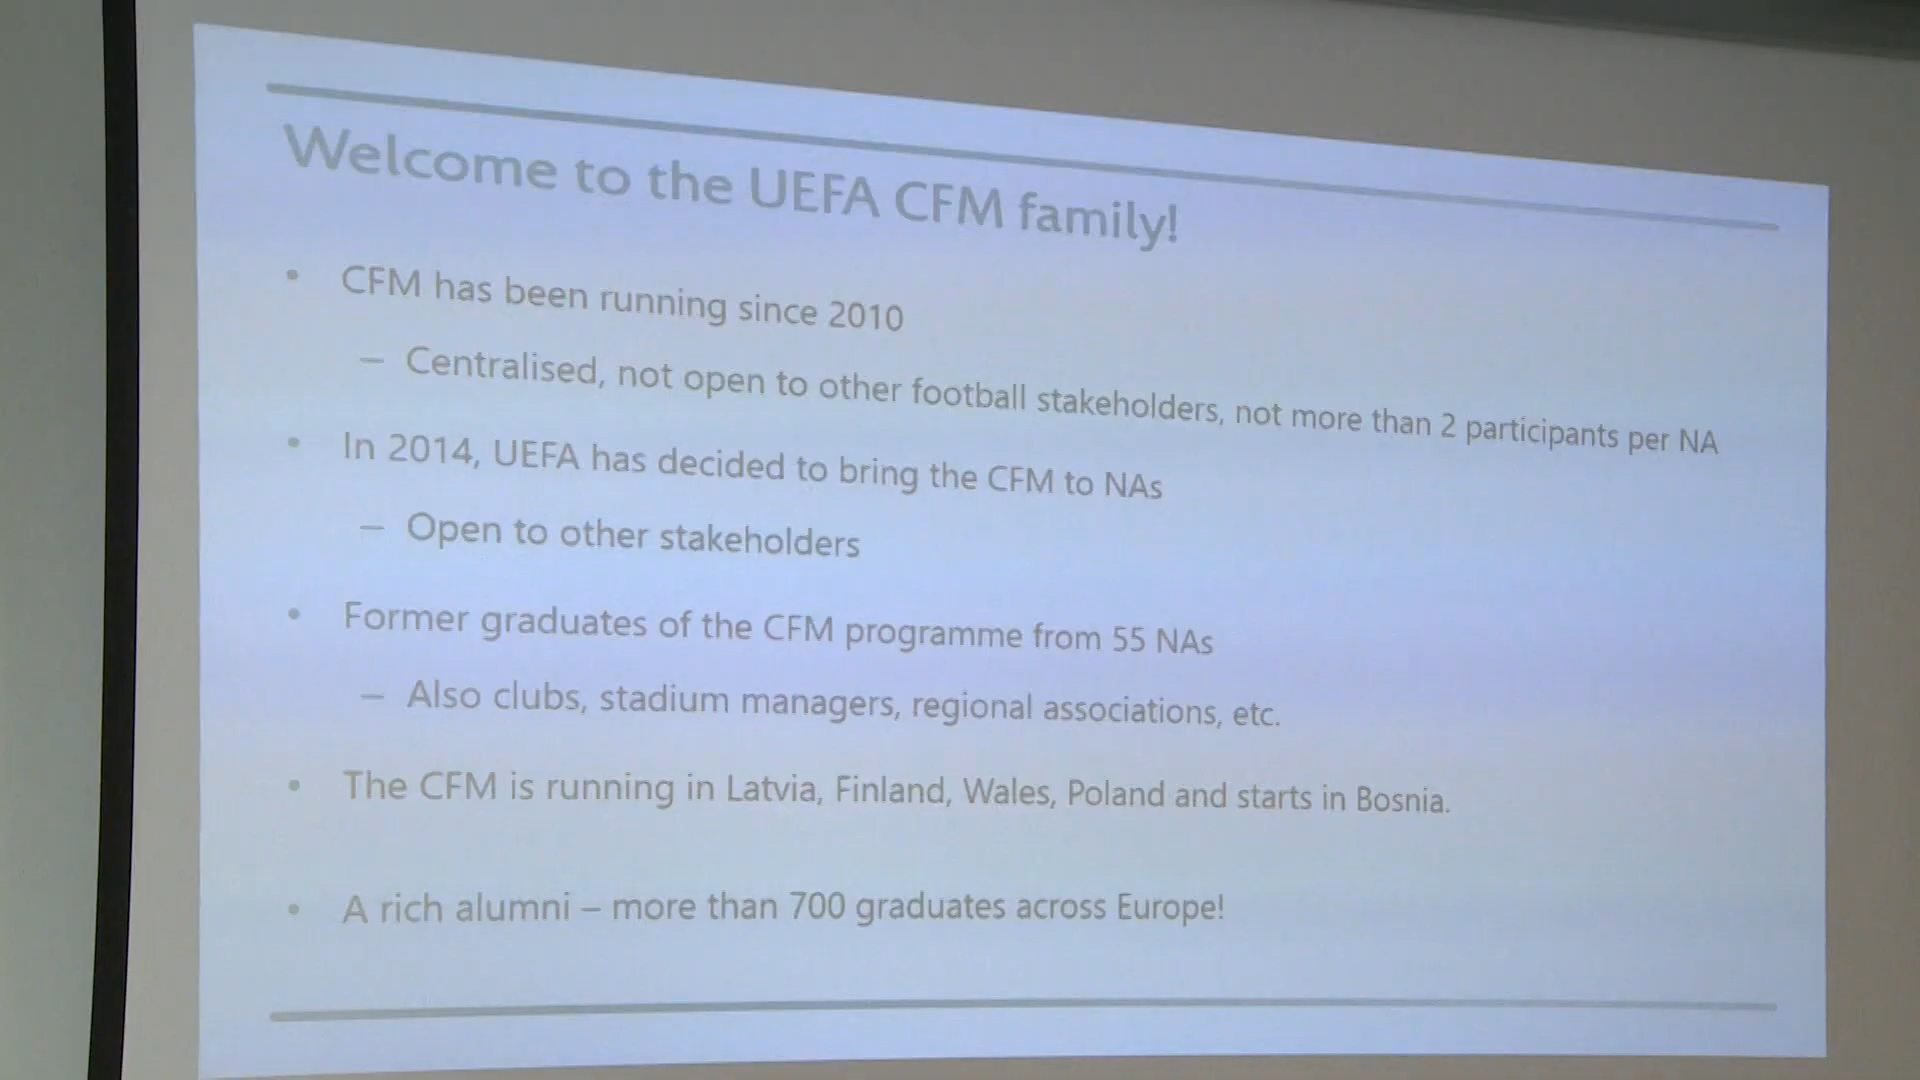 Welcome to the UEFA CFM family!
• CFM has been running since 2010
– Centralised, not open to other football stakeholders, not more than 2 participants per NA
• In 2014, UEFA has decided to bring the CFM to NAs
– Open to other stakeholders
• Former graduates of the CFM programme from 55 NAs
– Also clubs, stadium managers, regional associations, etc.
• The CFM is running in Latvia, Finland, Wales, Poland and starts in Bosnia.
• A rich alumni – more than 700 graduates across Europe!